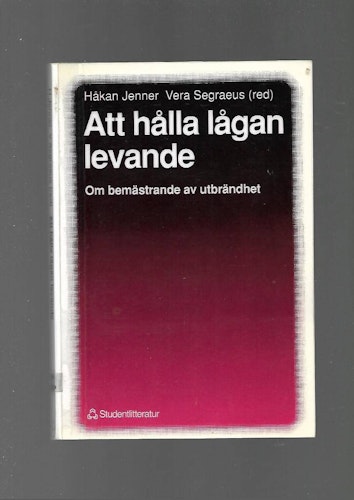 Håkan Jenner Vera Segraeus (red)
Att hålla lågan
levande
Om bemästrande av utbrändhet
Studentlitteratur